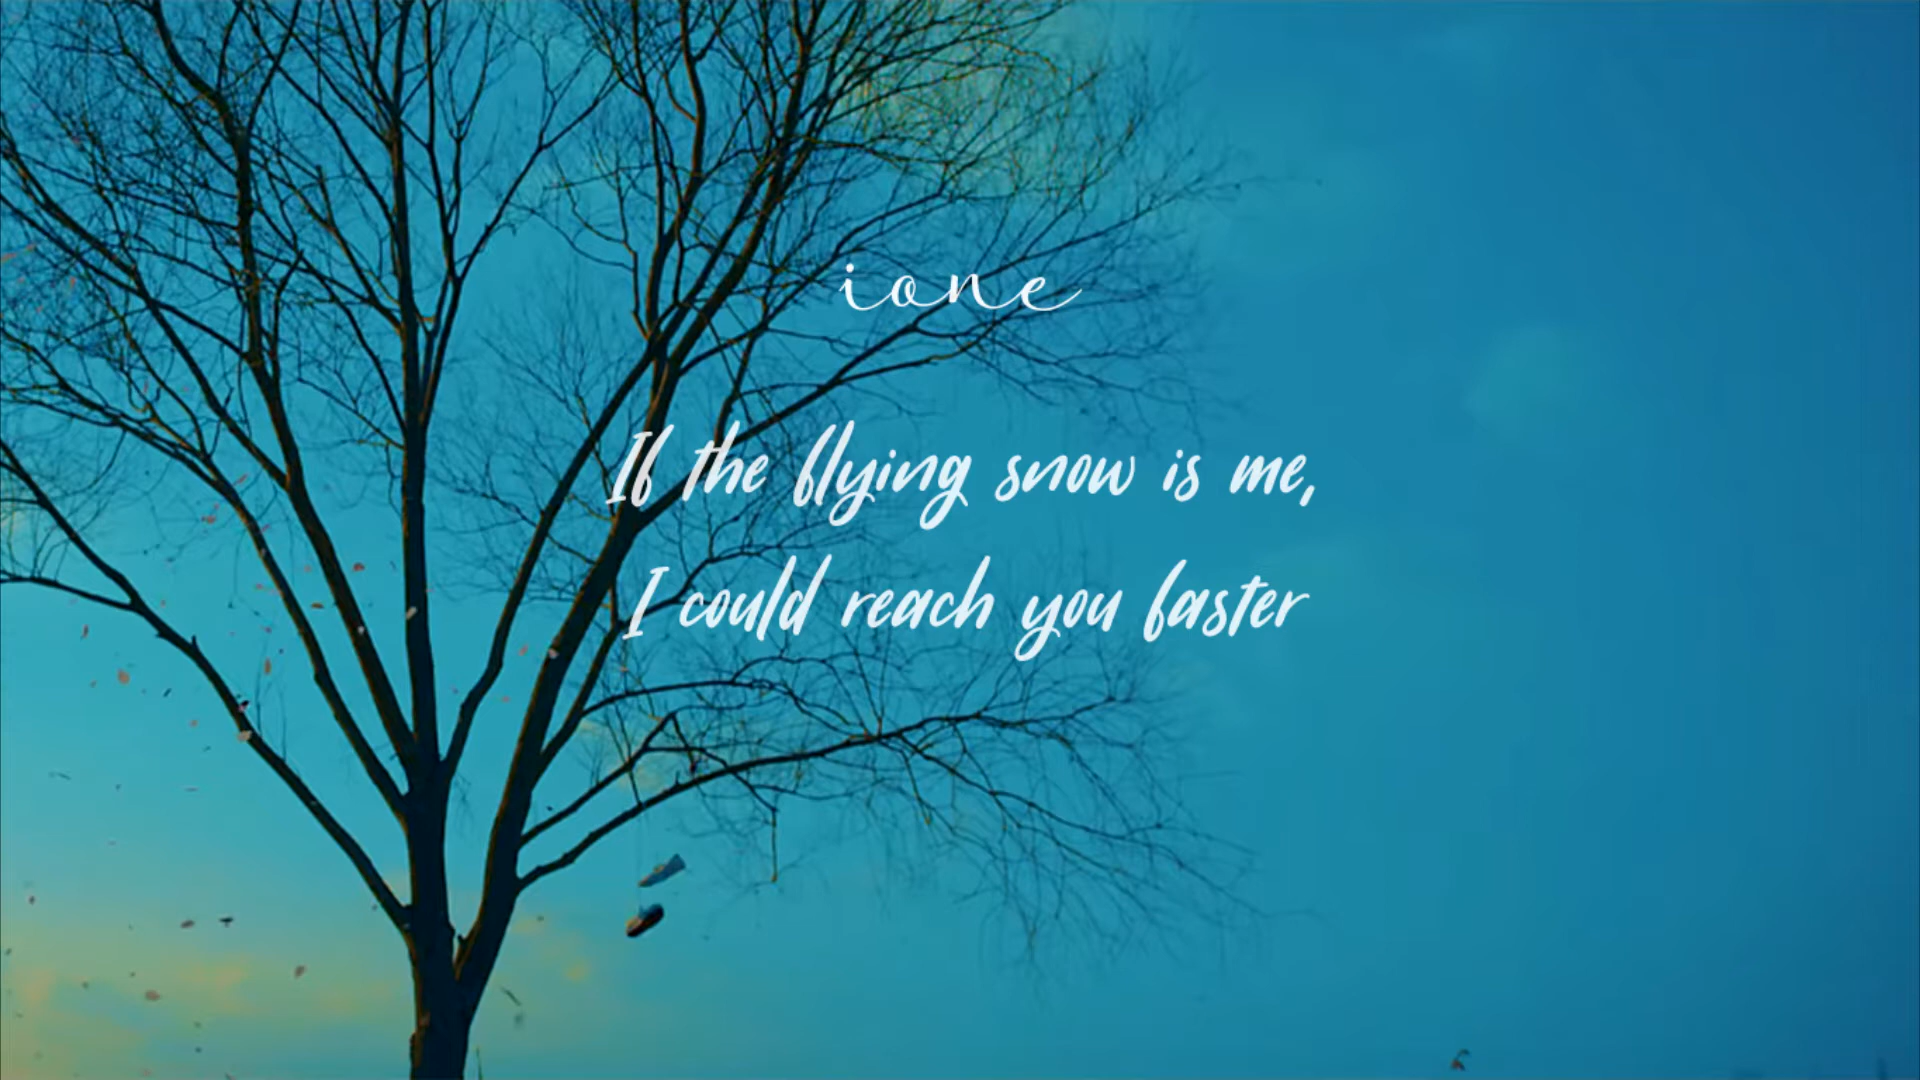 ione
If the flying snow is me,
I could reach you faster